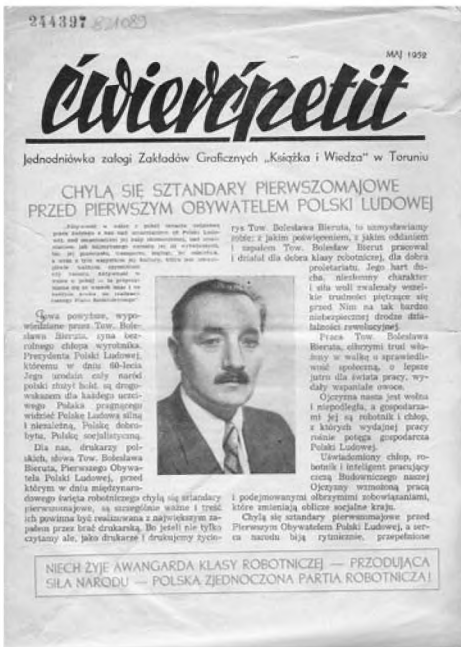 244397
821089
MAJ 1952
ćwierćpetit
Jednodniówka załogi Zakładów Graficznych „Książka i Wiedza” w Toruniu
CHYLĄ SIĘ SZTANDARY PIERWSZOMAJOWE
PRZED PIERWSZYM OBYWATELEM POLSKI LUDOWEJ
Słowa powyższe, wypo-
wiedziane przez Tow. Bole-
sława Bieruta, syna bez-
rolnego chłopa wyrobnika,
Prezydenta Polski Ludowej,
któremu w dniu 60-lecia
Jego urodzin cały naród
polski złożył hołd, są drogo-
wskazem dla każdego uczci-
wego Polaka pragnącego
widzieć Polskę Ludową silną
i niezależną, Polskę dobro-
bytu, Polskę socjalistyczną.
Dla nas, drukarzy pol-
skich, słowa Tow. Bolesława
Bieruta, Pierwszego Obywa-
tela Polski Ludowej, przed
którym w dniu międzynaro-
dowego święta robotniczego chylą się sztandary
pierwszomajowe, są szczególnie ważne i treść
ich powinna być realizowana z największym za-
pałem przez brać drukarską. Bo jeśli nie tylko
czytamy ale, jako drukarze i drukujemy życio-
rys Tow. Bolesława Bieruta, to uzmysławiamy
sobie: z jakim poświęceniem, z jakim oddaniem
i zapałem Tow. Bolesław Bierut pracował
i działał dla dobra klasy robotniczej, dla dobra
proletariatu. Jego hart du-
cha, niezłomny charakter
i siła woli zwalczały wszel-
kie trudności piętrzące się
przed Nim na tak bardzo
niebezpiecznej drodze dzia-
łalności rewolucyjnej.
Praca Tow. Bolesława
Bieruta, olbrzymi trud wło-
żony w walkę o sprawiedli-
wość społeczną, o lepsze
jutro dla świata pracy, wy-
dały wspaniałe owoce.
Ojczyzna nasza jest wolna
i niepodległa, a gospodarza-
mi jej są robotnik i chłop,
z których wydajnej pracy
rośnie potęga gospodarcza
Polski Ludowej.
Uświadomiony chłop, ro-
botnik i inteligent pracujący
czczą Budowniczego naszej
Ojczyzny wzmożoną pracą
i podejmowanymi olbrzymimi zobowiązaniami,
które zmieniają oblicze socjalne kraju.
Chylą się sztandary pierwszomajowe przed
Pierwszym Obywatelem Polski Ludowej, a ser-
ca narodu biją rytmicznie, przepełnione
NIECH ŻYJE AWANGARDA KLASY ROBOTNICZEJ — PRZODUJĄCA
SIŁA NARODU — POLSKA ZJEDNOCZONA PARTIA ROBOTNICZA!